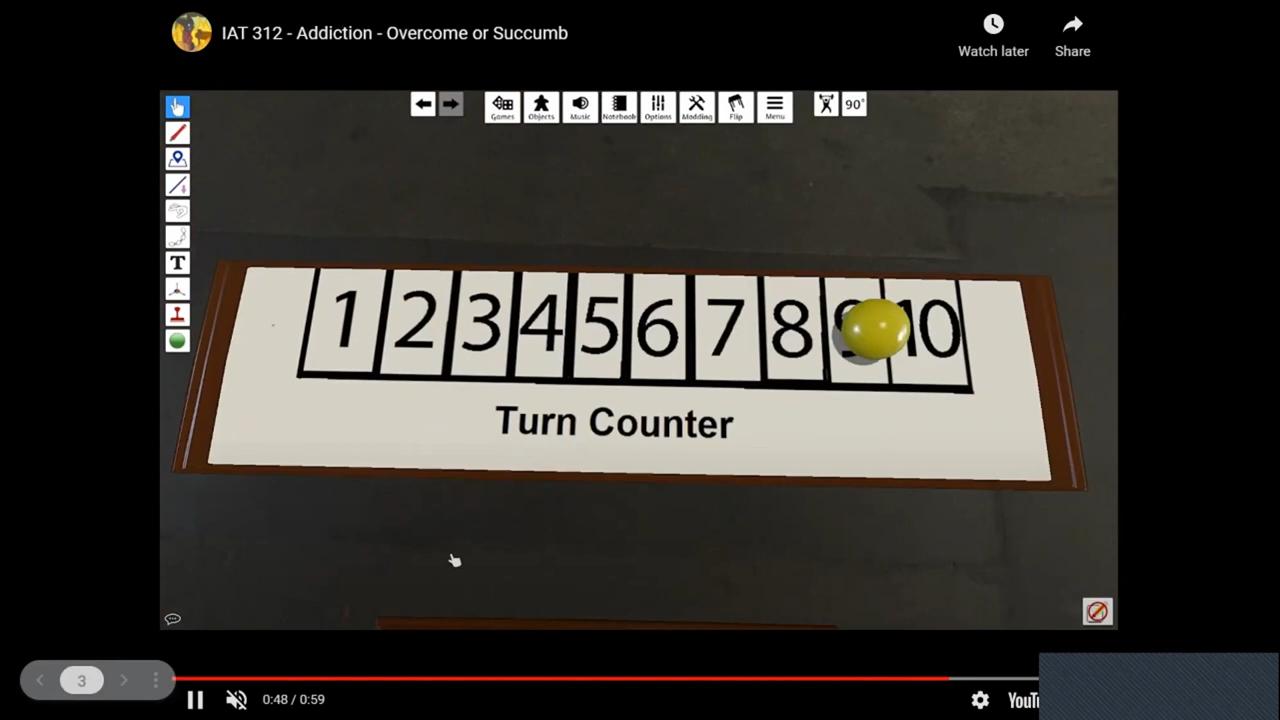 IAT 312 - Addiction - Overcome or Succumb
Watch later
Share
Games
Objects
Music
Notebook
Options
Modding
Flip
Menu
90°
T
1 2 3 4 5 6 7 8 9 10
Turn Counter
3
0:48 / 0:59